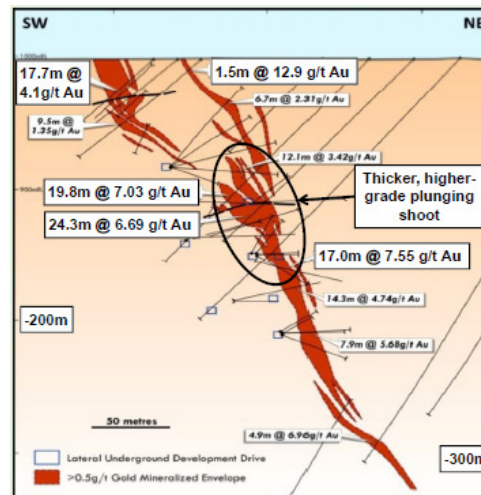 SW
NE
1,000mRL
17.7m @
4.1g/t Au
1.5m @ 12.9 g/t Au
6.7m @ 2.31g/t Au
9.5m @
1.35g/t Au
12.1m @ 3.42g/t Au
Thicker, higher-
grade plunging
shoot
900mRL
19.8m @ 7.03 g/t Au
24.3m @ 6.69 g/t Au
17.0m @ 7.55 g/t Au
14.3m @ 4.74g/t Au
-200m
7.9m @ 5.68g/t Au
50 metres
4.9m @ 6.96g/t Au
Lateral Underground Development Drive
-300m
>0.5g/t Gold Mineralized Envelope